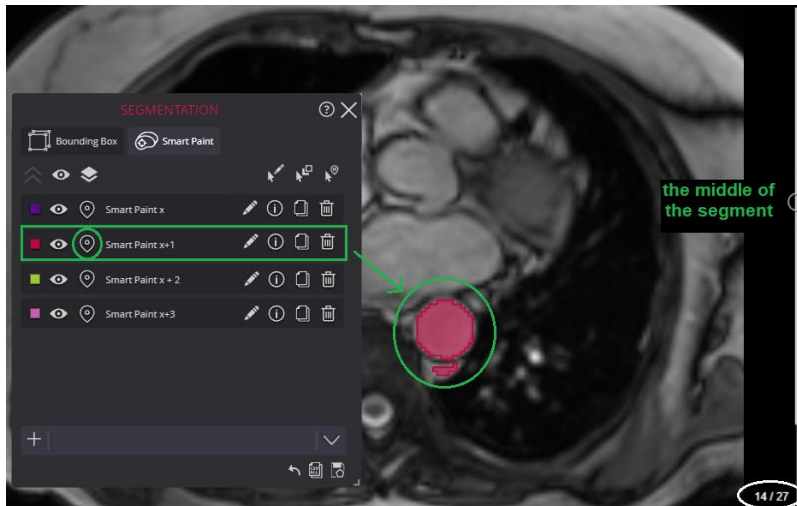 SEGMENTATION
Bounding Box
Smart Paint
Smart Paint x
Smart Paint x+1
Smart Paint x + 2
Smart Paint x+3
the middle of
the segment
14 / 27